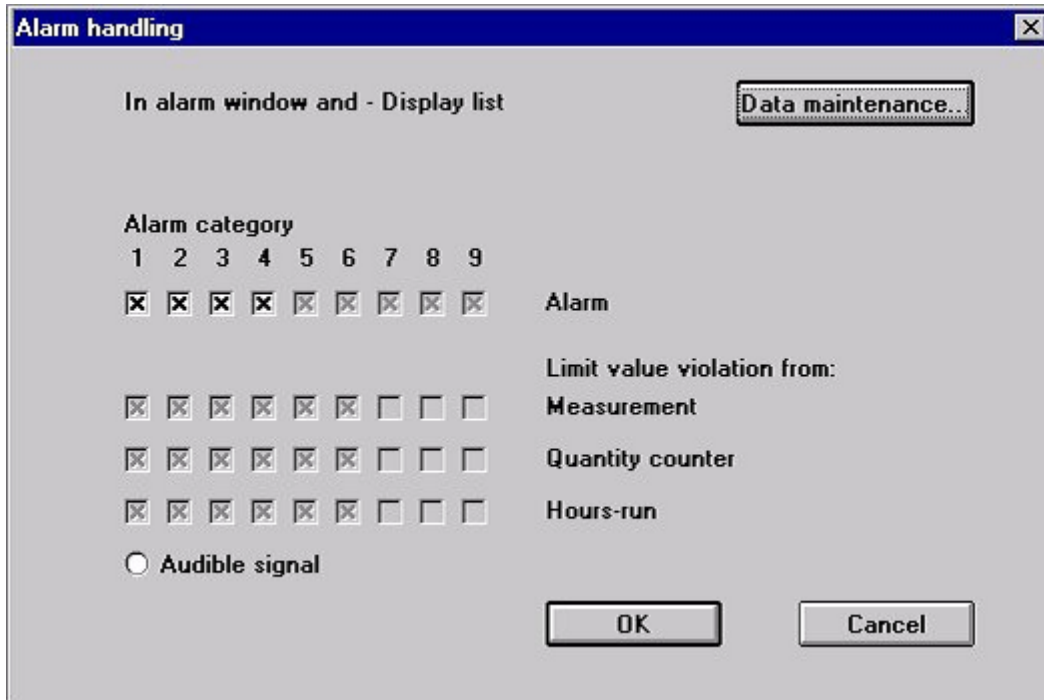 Alarm handling
In alarm window and - Display list
Data maintenance...
Alarm category
1 2 3 4 5 6 7 8 9
Alarm
Limit value violation from:
Measurement
Quantity counter
Hours-run
Audible signal
OK
Cancel